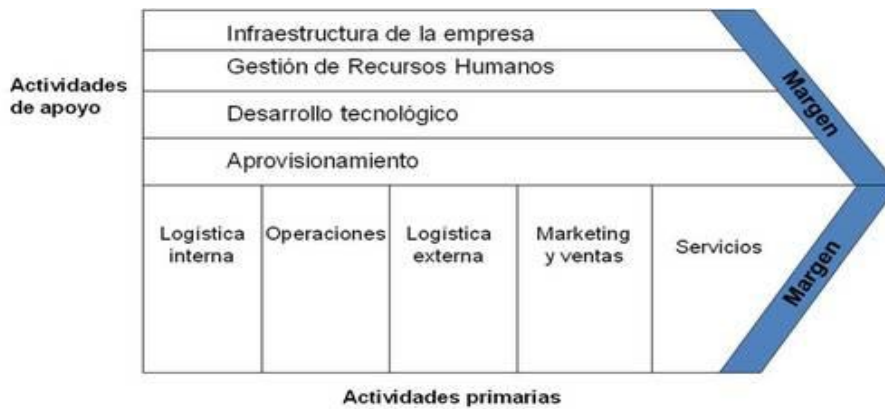 Infraestructura de la empresa
Gestión de Recursos Humanos
Actividades
de apoyo
Desarrollo tecnológico
Aprovisionamiento
Margen
Logística
interna
Operaciones
Logística
externa
Marketing
y ventas
Servicios
Margen
Actividades primarias